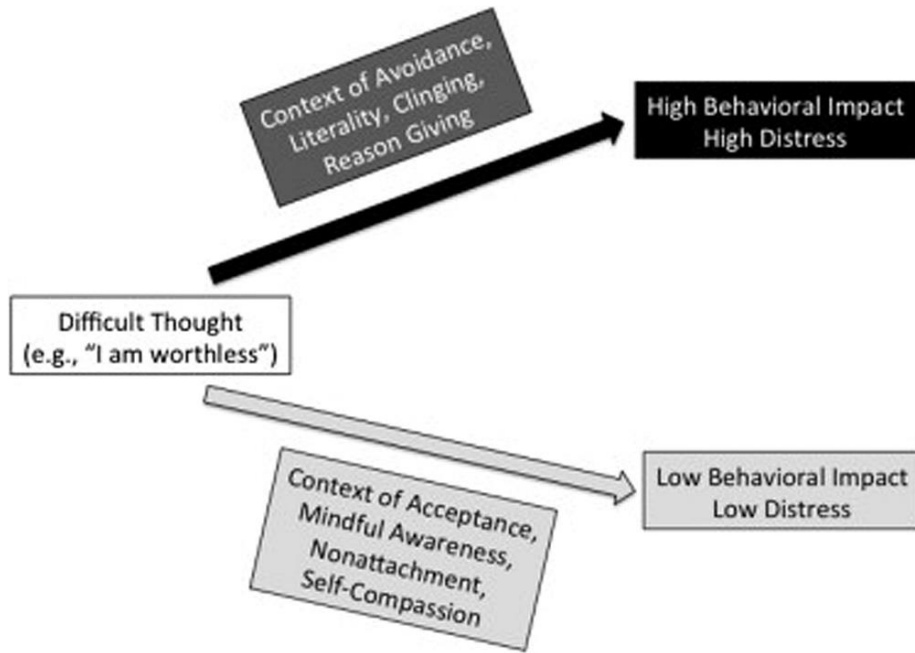 Context of Avoidance,
Literality, Clinging,
Reason Giving
High Behavioral Impact
High Distress
Difficult Thought
(e.g., “I am worthless”)
Low Behavioral Impact
Low Distress
Context of Acceptance,
Mindful Awareness,
Nonattachment,
Self-Compassion